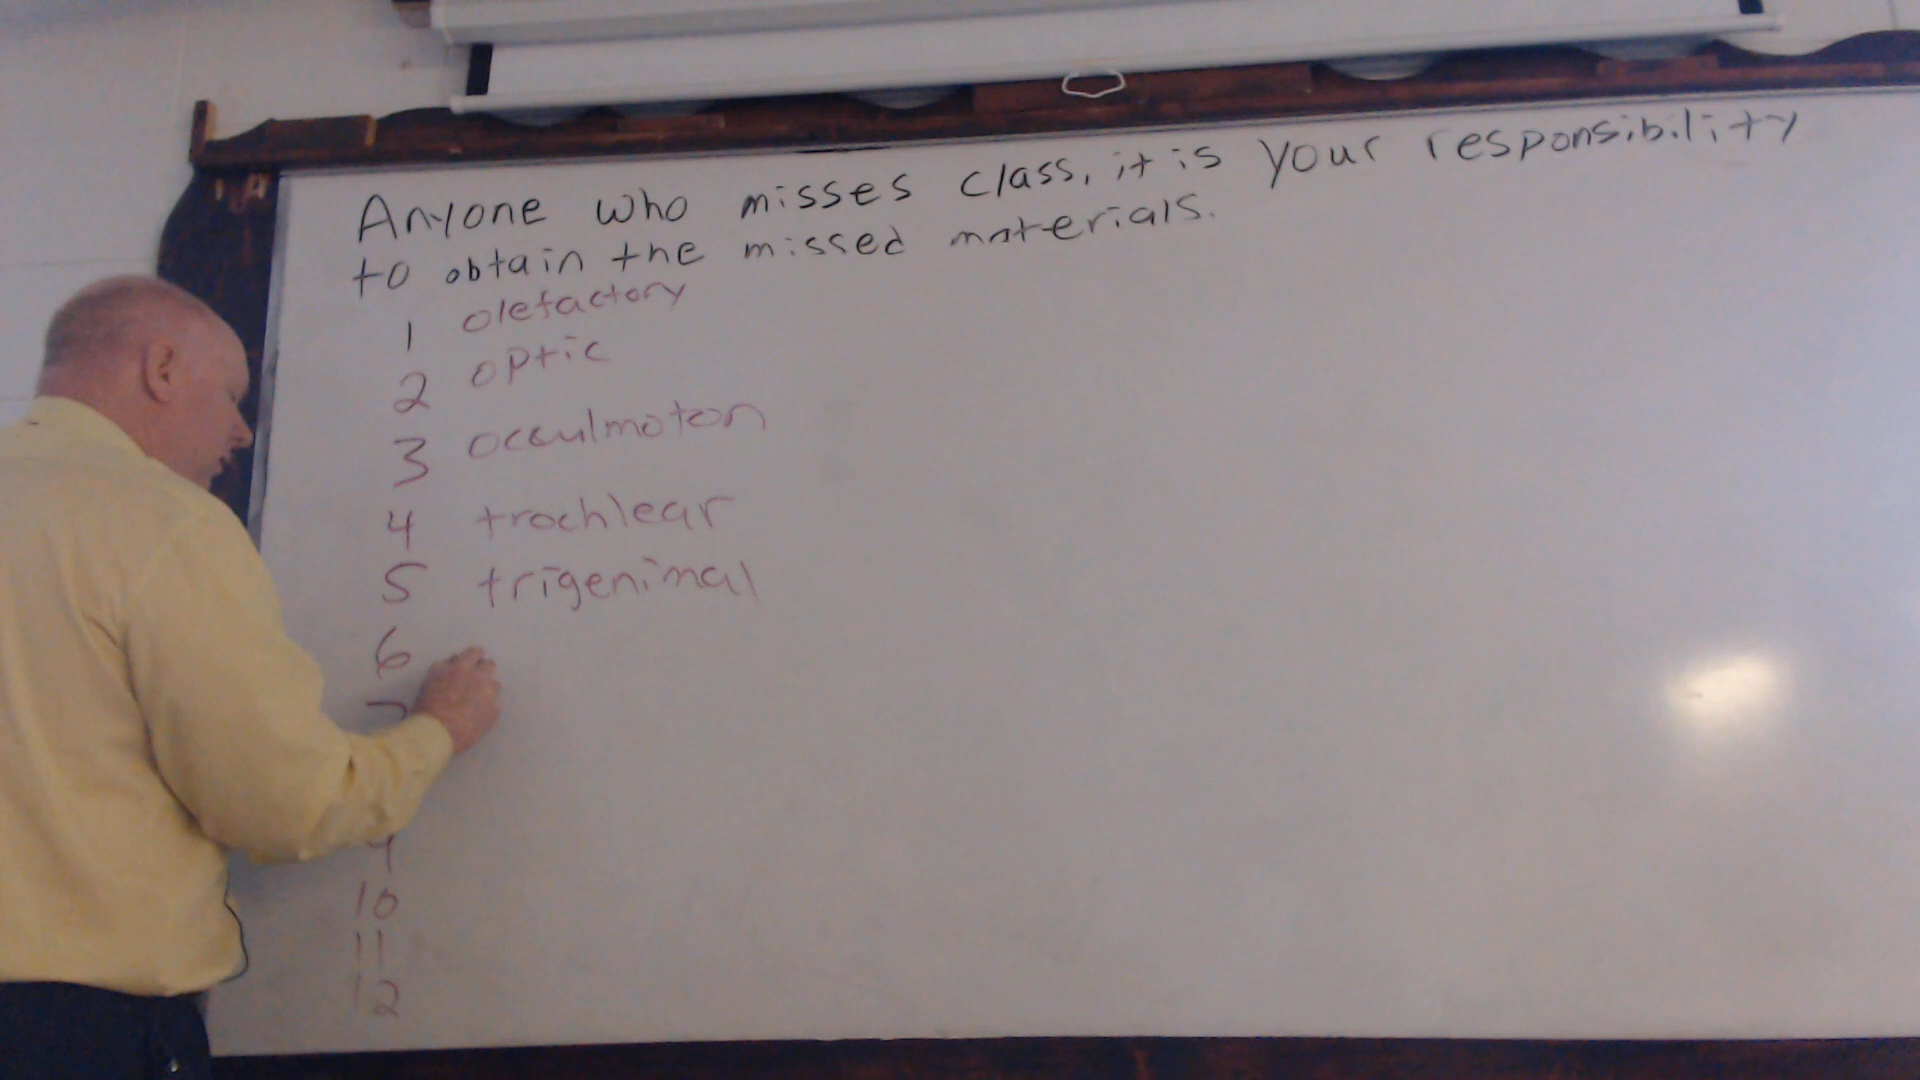 Anyone who misses class, it is your responsibility
to obtain the missed materials.
1 olefactory
2 optic
3 occulmoton
4 trochlear
5 trigenimal
6
7
9
10
11
12